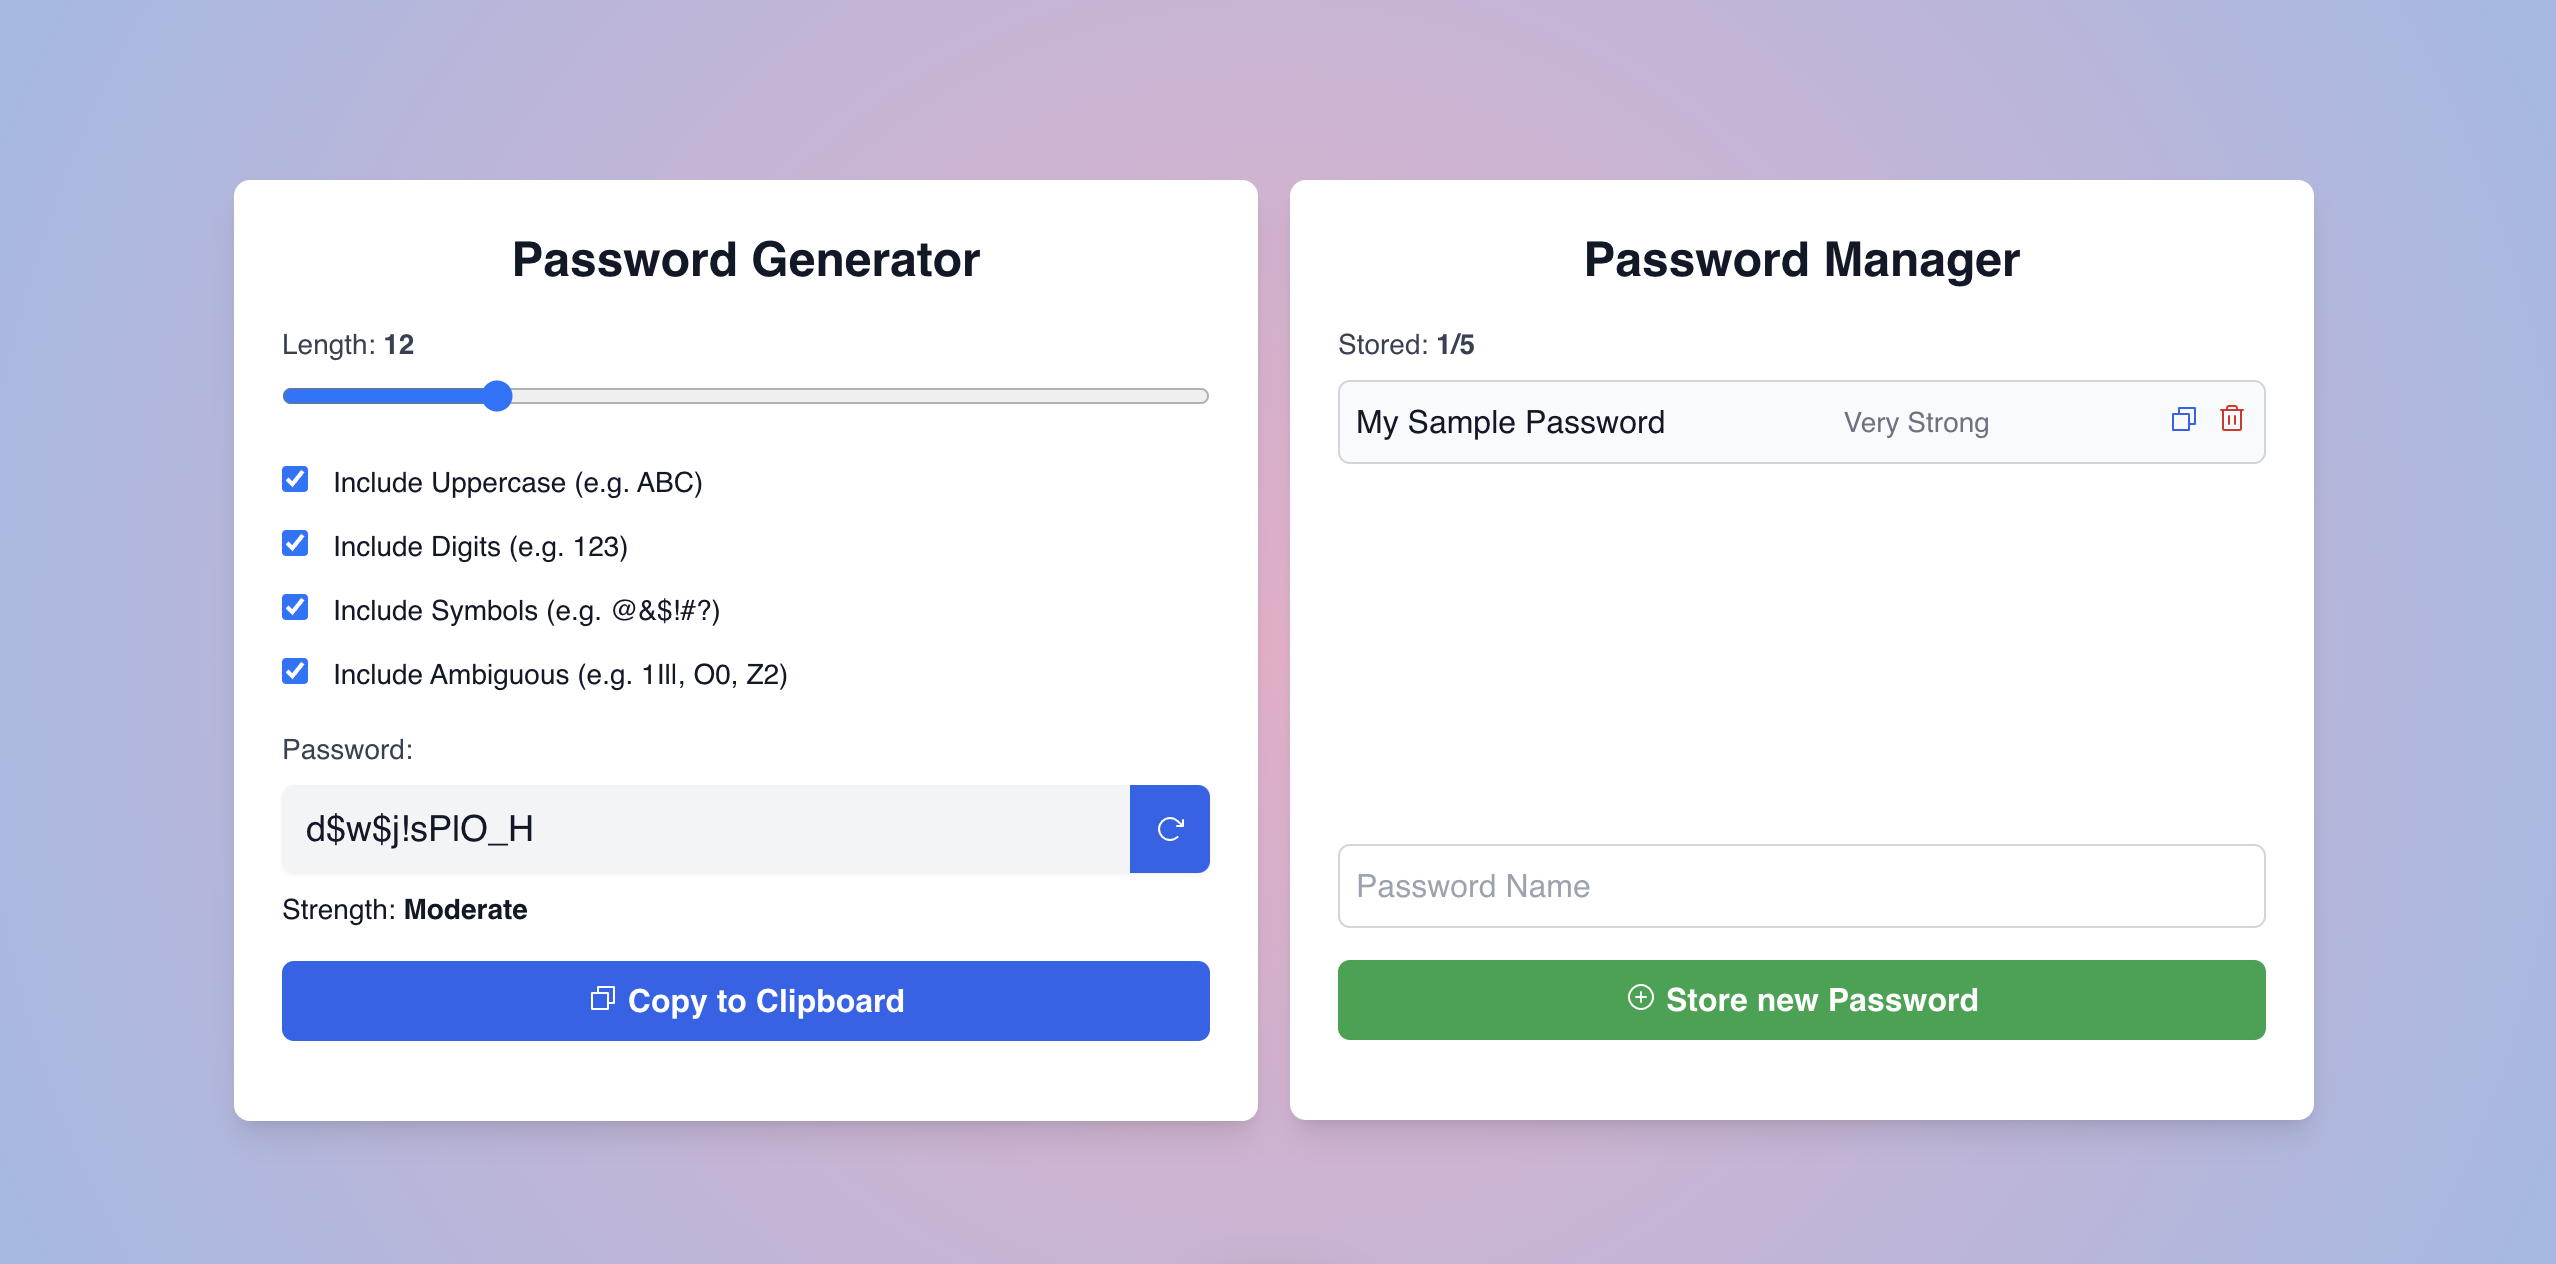 Password Generator
Length: 12
Include Uppercase (e.g. ABC)
Include Digits (e.g. 123)
Include Symbols (e.g. @&$!#?)
Include Ambiguous (e.g. 1Ill, O0, Z2)
Password:
d$w$j!sPlO_H
Strength: Moderate
Copy to Clipboard
Password Manager
Stored: 1/5
My Sample Password Very Strong
Password Name
Store new Password